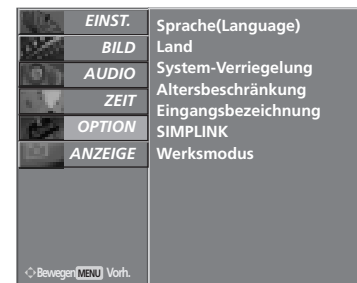 EINST.
BILD
AUDIO
ZEIT
OPTION
ANZEIGE
Sprache(Language)
Land
System-Verriegelung
Altersbeschränkung
Eingangsbezeichnung
SIMPLINK
Werksmodus
Bewegen MENU Vorh.